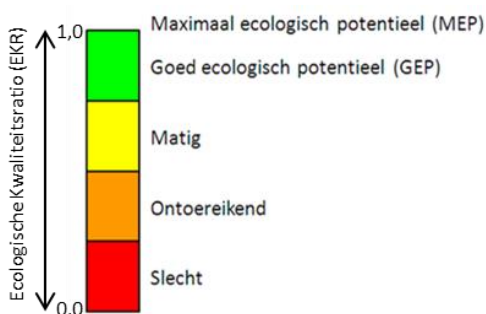 Maximaal ecologisch potentieel (MEP)
1,0
Goed ecologisch potentieel (GEP)
Matig
Ontoereikend
Slecht
0,0
Ecologische Kwaliteitsratio (EKR)